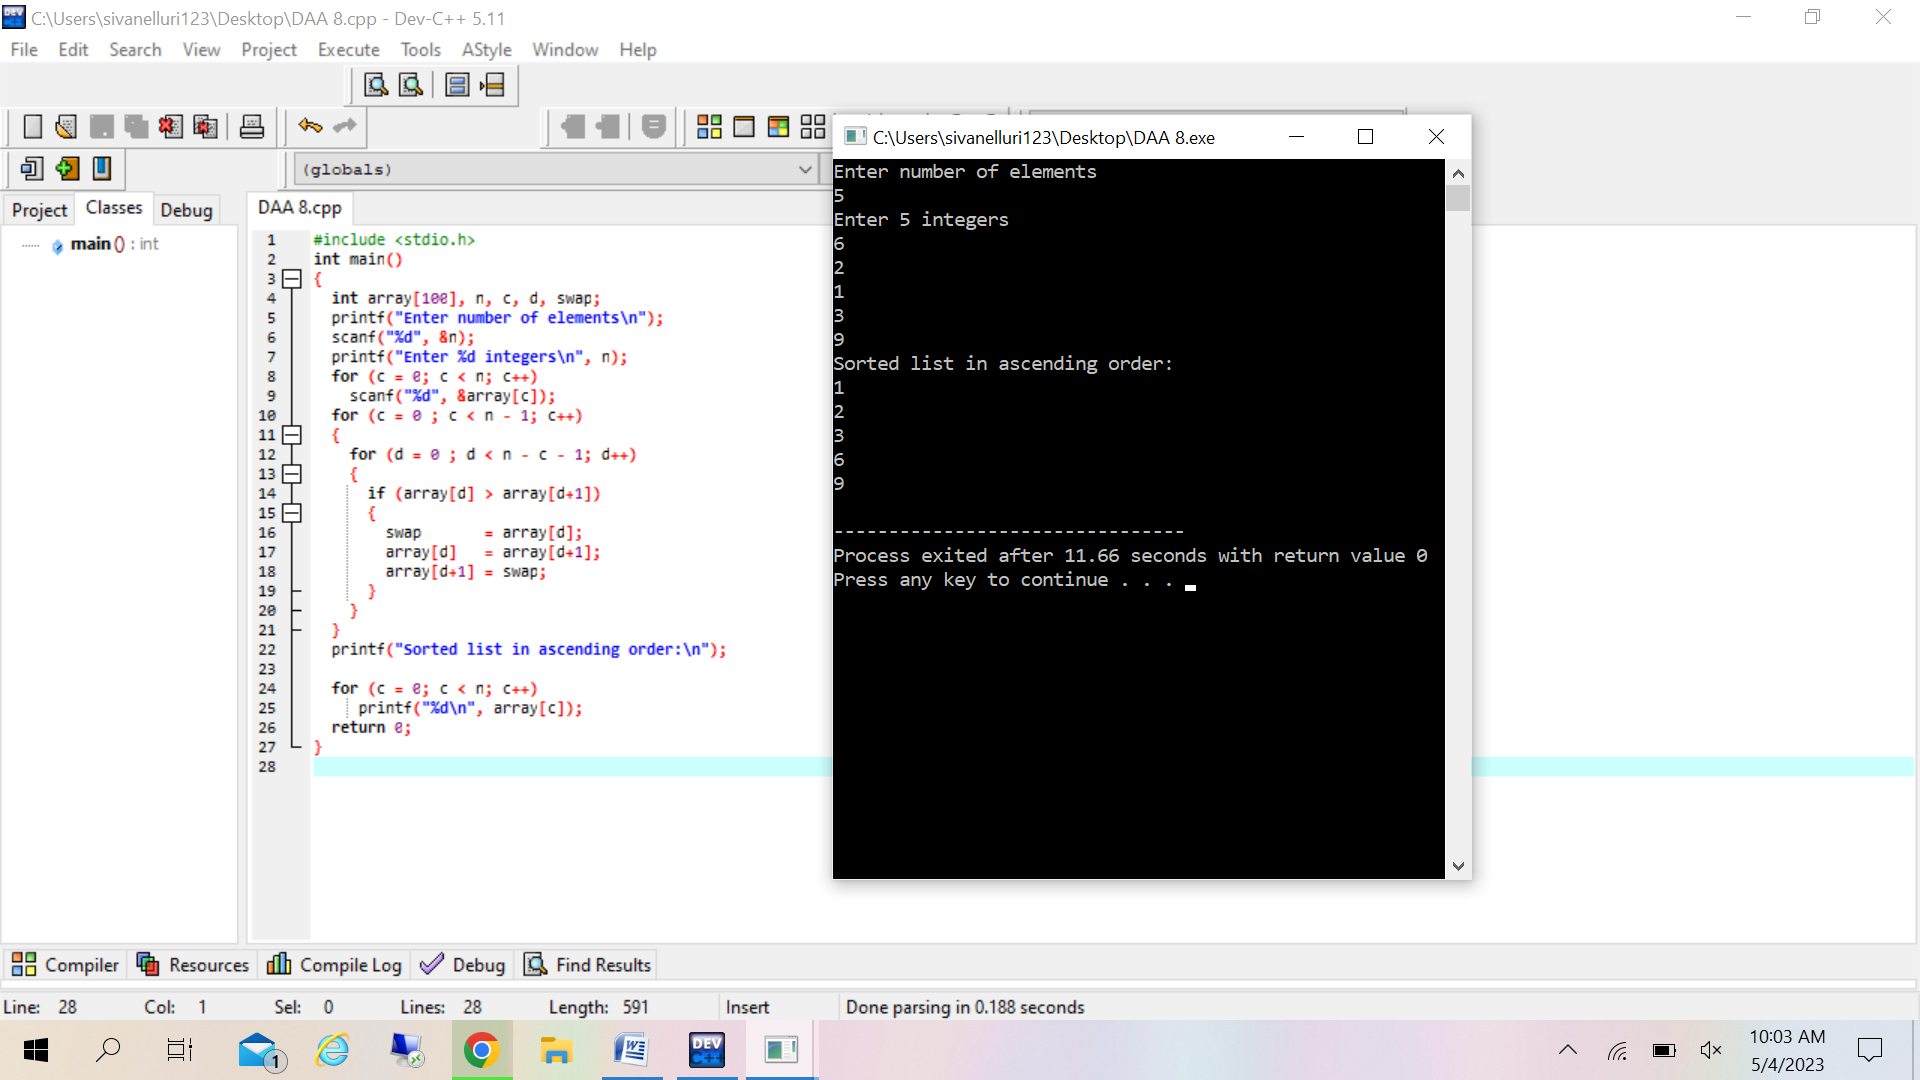 C:\Users\sivanelluri123\Desktop\DAA 8.cpp - Dev-C++ 5.11
File Edit Search View Project Execute Tools AStyle Window Help
(globals)
Project Classes Debug
main () : int
DAA 8.cpp
1 #include <stdio.h>
2 int main()
3 {
4 int array[100], n, c, d, swap;
5 printf("Enter number of elements\n");
6 scanf("%d", &n);
7 printf("Enter %d integers\n", n);
8 for (c = 0; c < n; c++)
9 scanf("%d", &array[c]);
10 for (c = 0 ; c < n - 1; c++)
11 {
12 for (d = 0 ; d < n - c - 1; d++)
13 {
14 if (array[d] > array[d+1])
15 {
16 swap = array[d];
17 array[d] = array[d+1];
18 array[d+1] = swap;
19 }
20 }
21 }
22 printf("Sorted list in ascending order:\n");
23
24 for (c = 0; c < n; c++)
25 printf("%d\n", array[c]);
26 return 0;
27 }
28
C:\Users\sivanelluri123\Desktop\DAA 8.exe
Enter number of elements
5
Enter 5 integers
6
2
1
3
9
Sorted list in ascending order:
1
2
3
6
9
--------------------------------
Process exited after 11.66 seconds with return value 0
Press any key to continue . . .
Compiler Resources Compile Log Debug Find Results
Line: 28 Col: 1 Sel: 0 Lines: 28 Length: 591 Insert Done parsing in 0.188 seconds
1
DEV C++
10:03 AM
5/4/2023